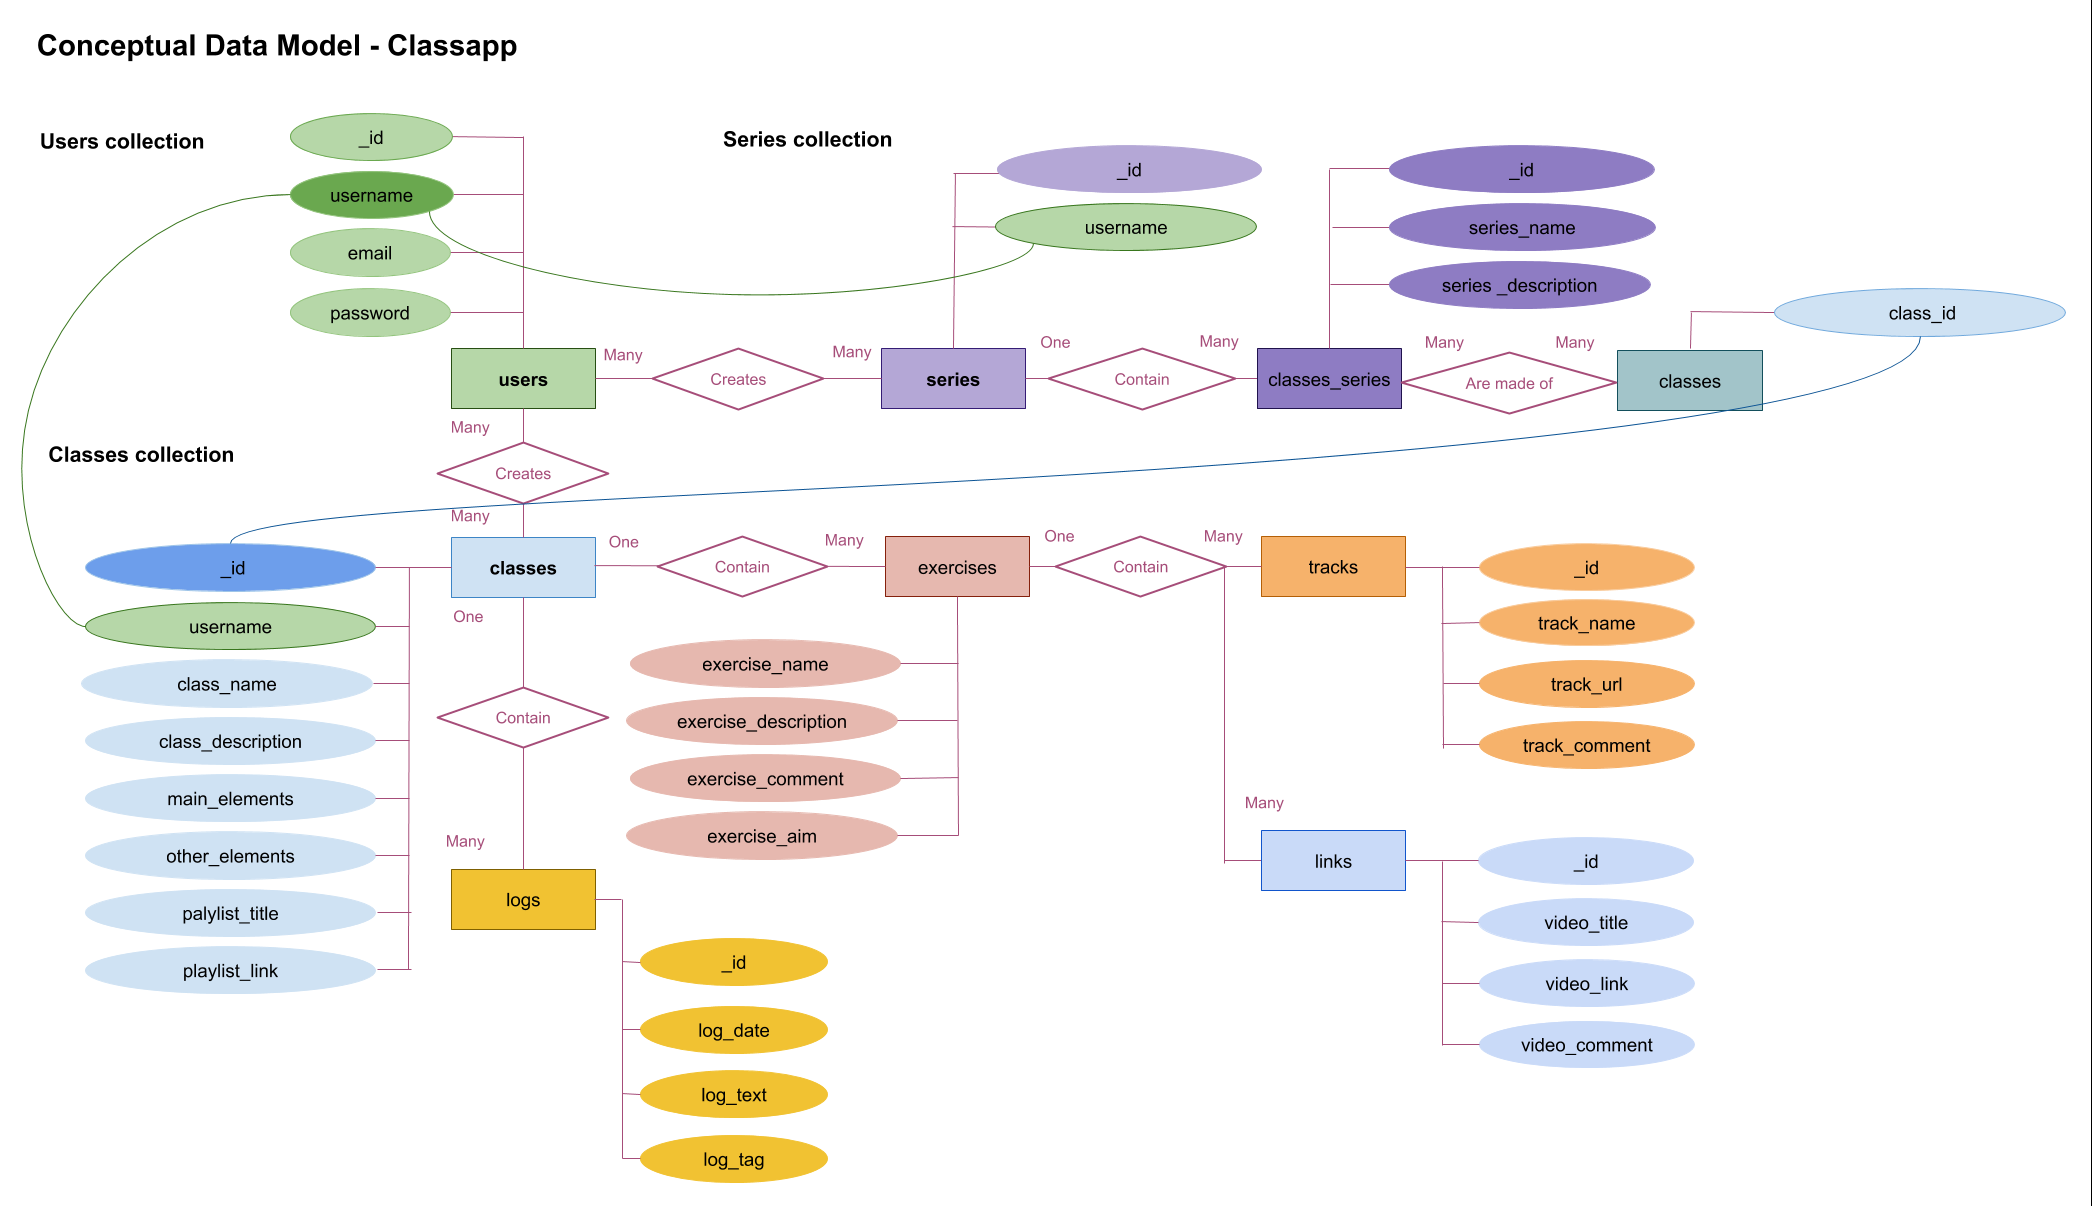 Conceptual Data Model - Classapp
Users collection
_id
username
email
password
Series collection
_id
username
_id
series_name
series _description
class_id
users
Many
Creates
Many
series
One
Contain
Many
classes_series
Many
Are made of
Many
classes
Many
Creates
Many
Classes collection
_id
username
class_name
class_description
main_elements
other_elements
palylist_title
playlist_link
classes
One
Contain
Many
exercises
One
Contain
Many
tracks
_id
track_name
track_url
track_comment
exercise_name
exercise_description
exercise_comment
exercise_aim
One
Contain
Many
logs
_id
log_date
log_text
log_tag
Many
links
_id
video_title
video_link
video_comment